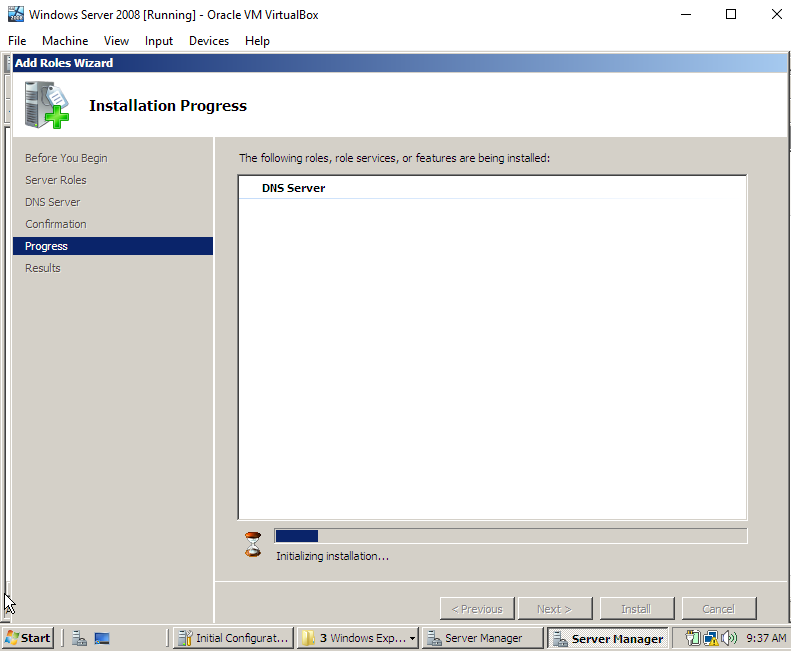 Windows Server 2008 [Running] - Oracle VM VirtualBox
File Machine View Input Devices Help
Add Roles Wizard
Installation Progress
Before You Begin
Server Roles
DNS Server
Confirmation
Progress
Results
The following roles, role services, or features are being installed:
DNS Server
Initializing installation...
< Previous Next > Install Cancel
Start Initial Configurat... 3 Windows Exp... Server Manager Server Manager 9:37 AM